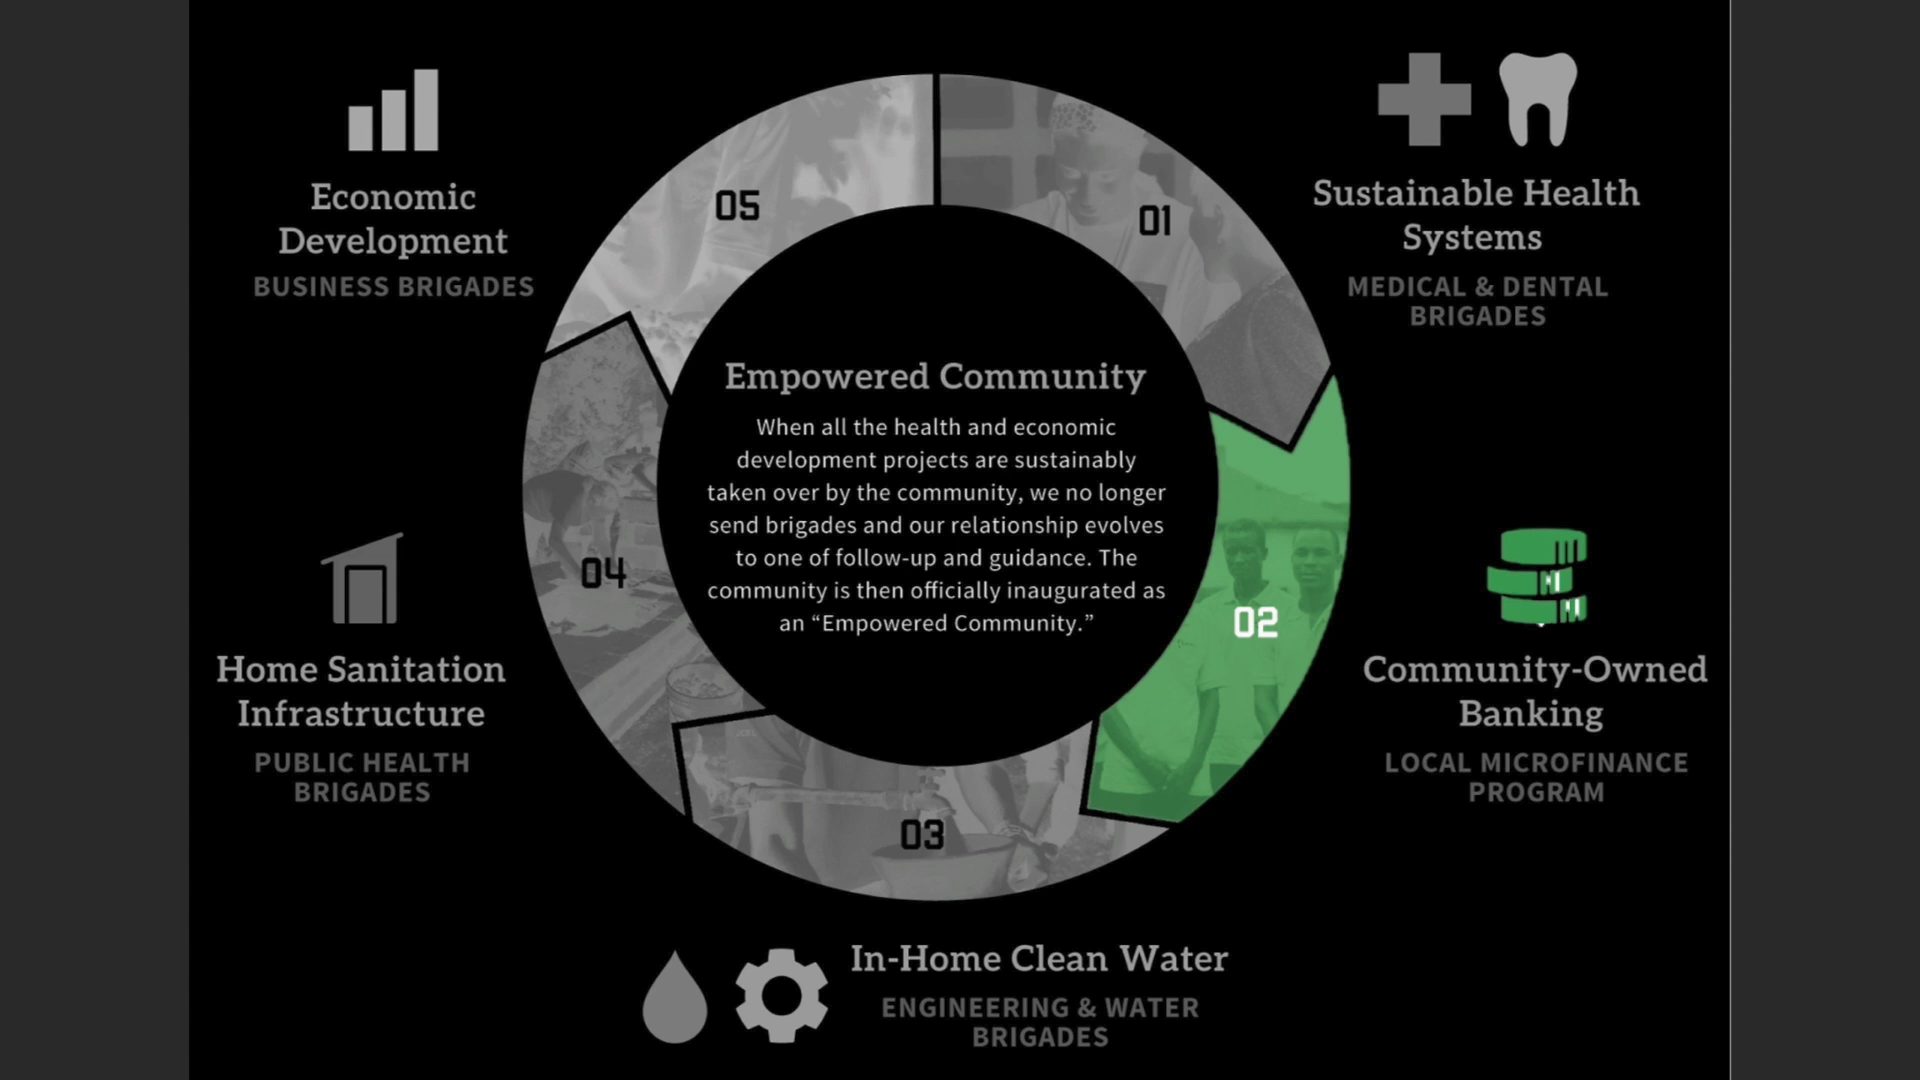 Economic
Development
BUSINESS BRIGADES
05
01
Sustainable Health
Systems
MEDICAL & DENTAL
BRIGADES
Empowered Community
When all the health and economic
development projects are sustainably
taken over by the community, we no longer
send brigades and our relationship evolves
to one of follow-up and guidance. The
community is then officially inaugurated as
an “Empowered Community.”
04
02
Home Sanitation
Infrastructure
PUBLIC HEALTH
BRIGADES
Community-Owned
Banking
LOCAL MICROFINANCE
PROGRAM
03
In-Home Clean Water
ENGINEERING & WATER
BRIGADES